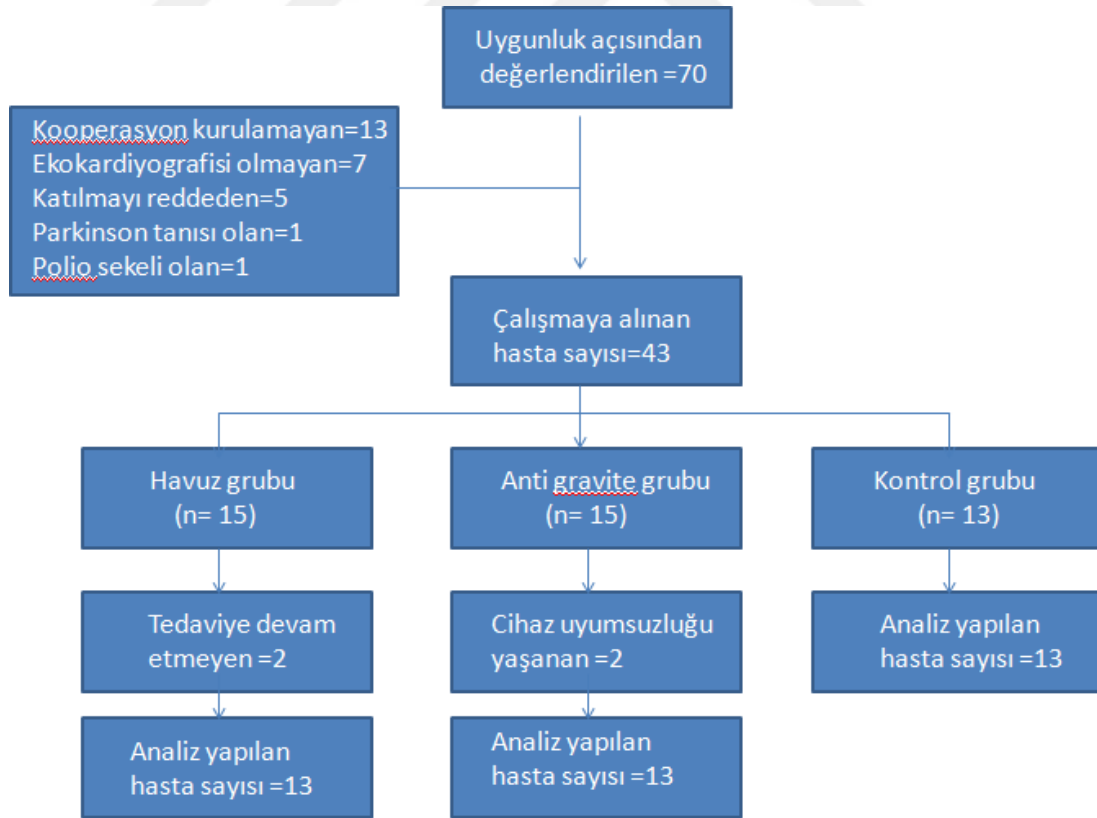 Uygunluk açısından
değerlendirilen =70
Kooperasyon kurulamayan=13
Ekokardiyografisi olmayan=7
Katılmayı reddeden=5
Parkinson tanısı olan=1
Polio sekeli olan=1
Çalışmaya alınan
hasta sayısı=43
Havuz grubu
(n= 15)
Anti gravite grubu
(n= 15)
Kontrol grubu
(n= 13)
Tedaviye devam
etmeyen =2
Cihaz uyumsuzluğu
yaşanan =2
Analiz yapılan
hasta sayısı =13
Analiz yapılan
hasta sayısı =13
Analiz yapılan
hasta sayısı =13